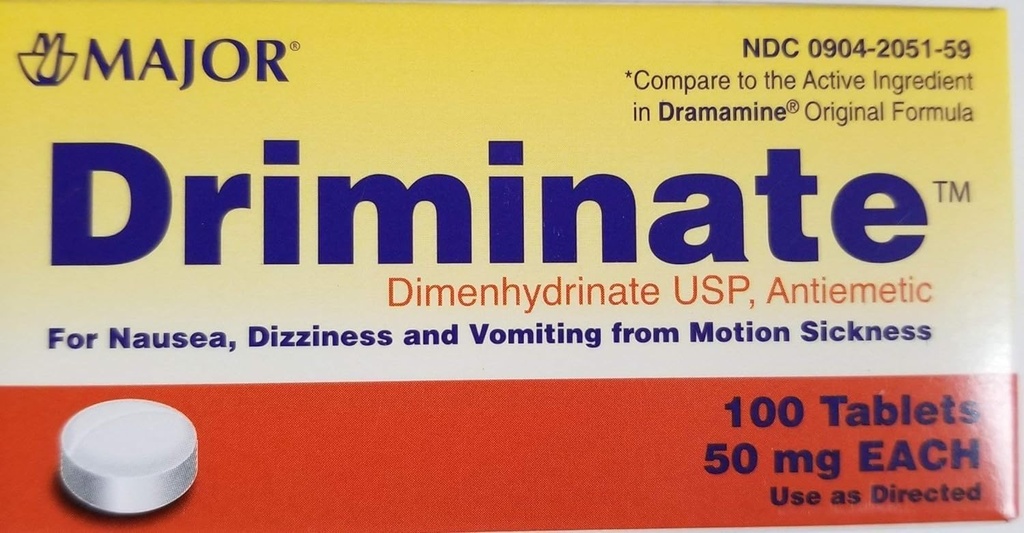 MAJOR®
NDC 0904-2051-59
*Compare to the Active Ingredient
in Dramamine® Original Formula
Driminate™
Dimenhydrinate USP, Antiemetic
For Nausea, Dizziness and Vomiting from Motion Sickness
100 Tablets
50 mg EACH
Use as Directed